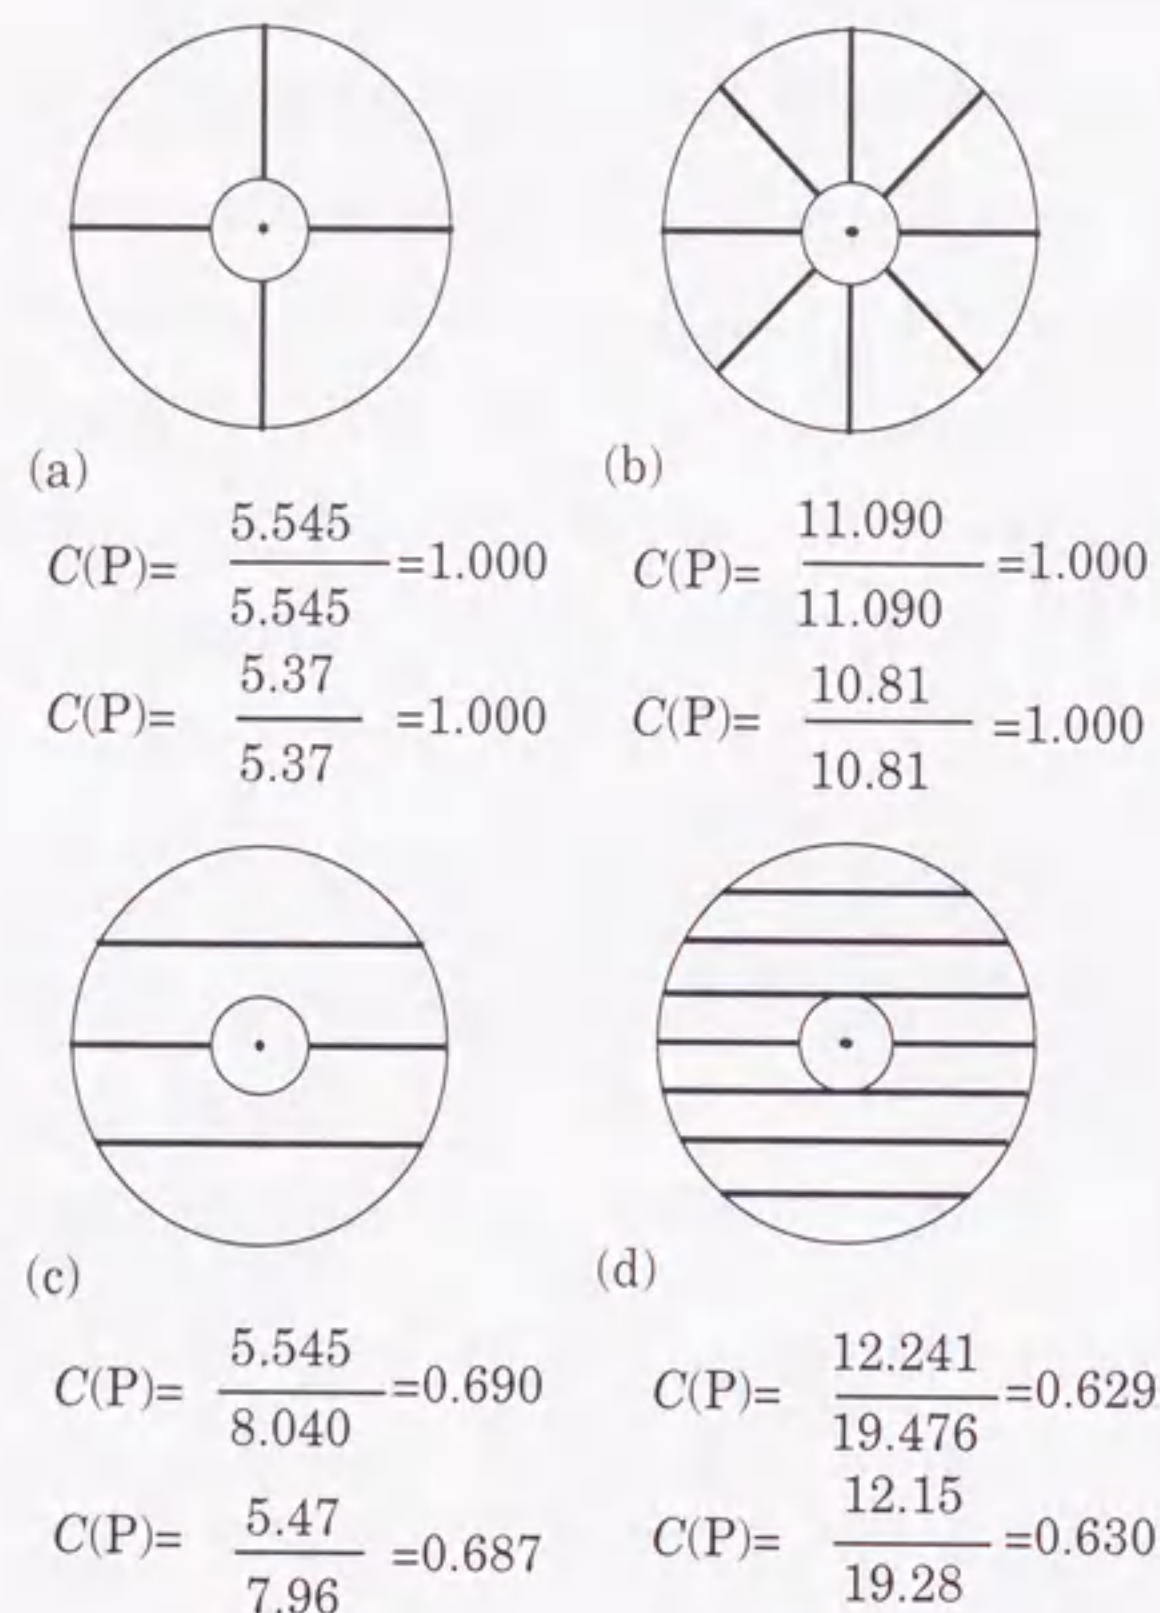 (a)
C(P)= 5.545 / 5.545 =1.000
C(P)= 5.37 / 5.37 =1.000
(b)
C(P)= 11.090 / 11.090 =1.000
C(P)= 10.81 / 10.81 =1.000
(c)
C(P)= 5.545 / 8.040 =0.690
C(P)= 5.47 / 7.96 =0.687
(d)
C(P)= 12.241 / 19.476 =0.629
C(P)= 12.15 / 19.28 =0.630